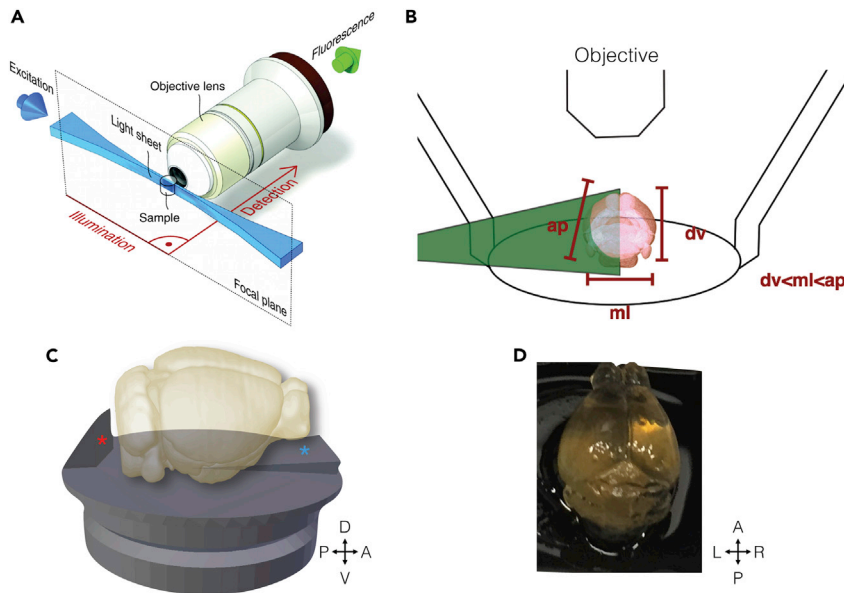 A
Excitation
Light sheet
Objective lens
Fluorescence
Sample
Illumination
Detection
Focal plane
B
Objective
ap
dv
ml
dv<ml<ap
C
*
*
D
P
A
V
D
A
L
R
P